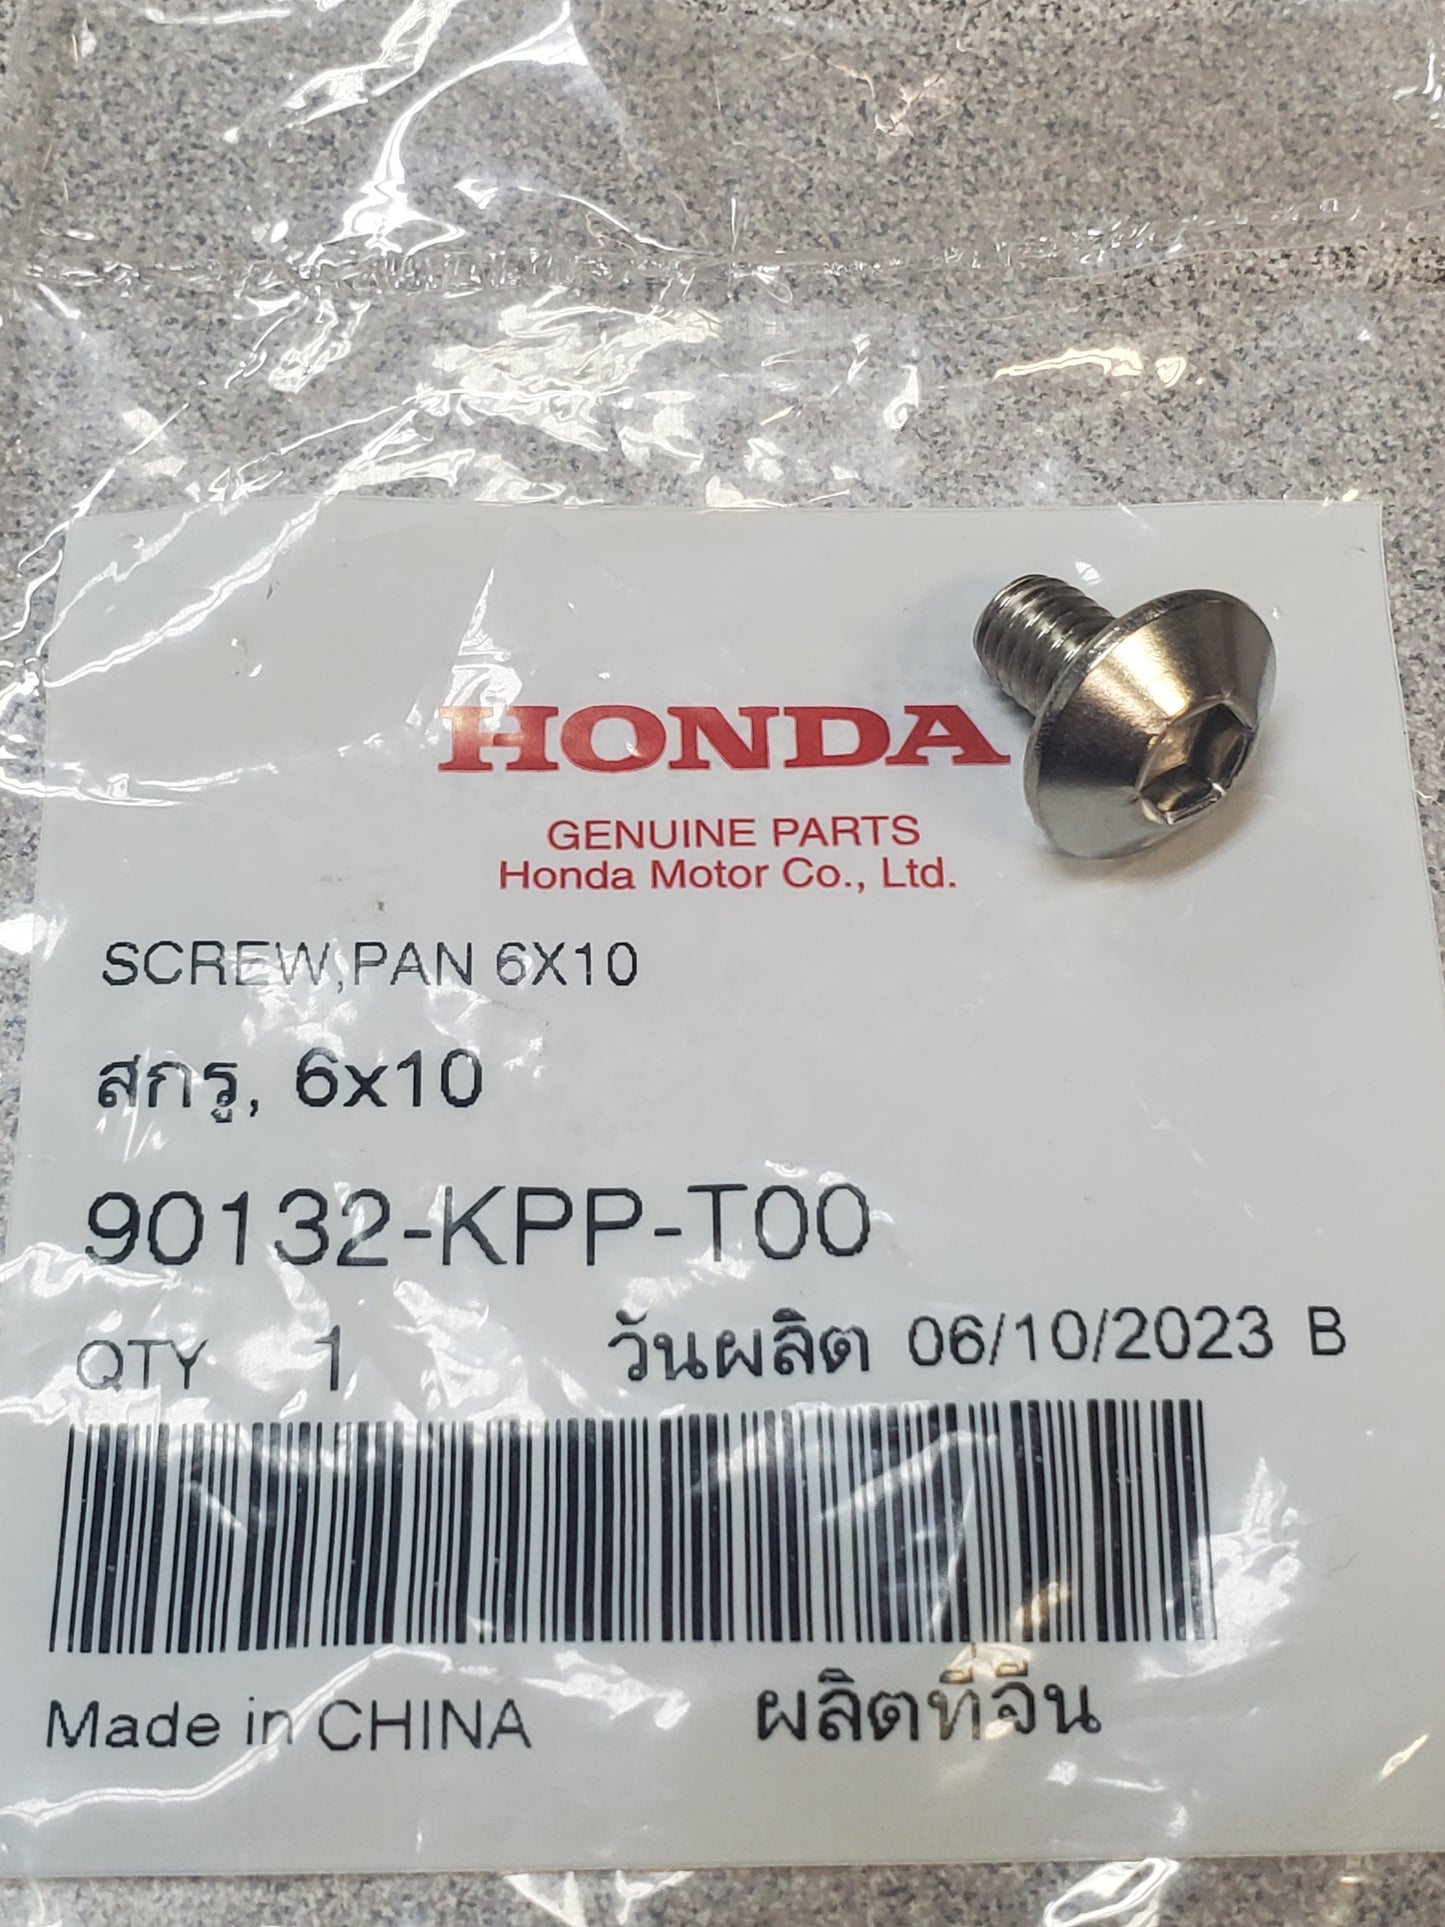 HONDA
GENUINE PARTS
Honda Motor Co., Ltd.
SCREW,PAN 6X10
สกรู, 6x10
90132-KPP-T00
QTY 1 วันผลิต 06/10/2023 B
Made in CHINA ผลิตที่จีน